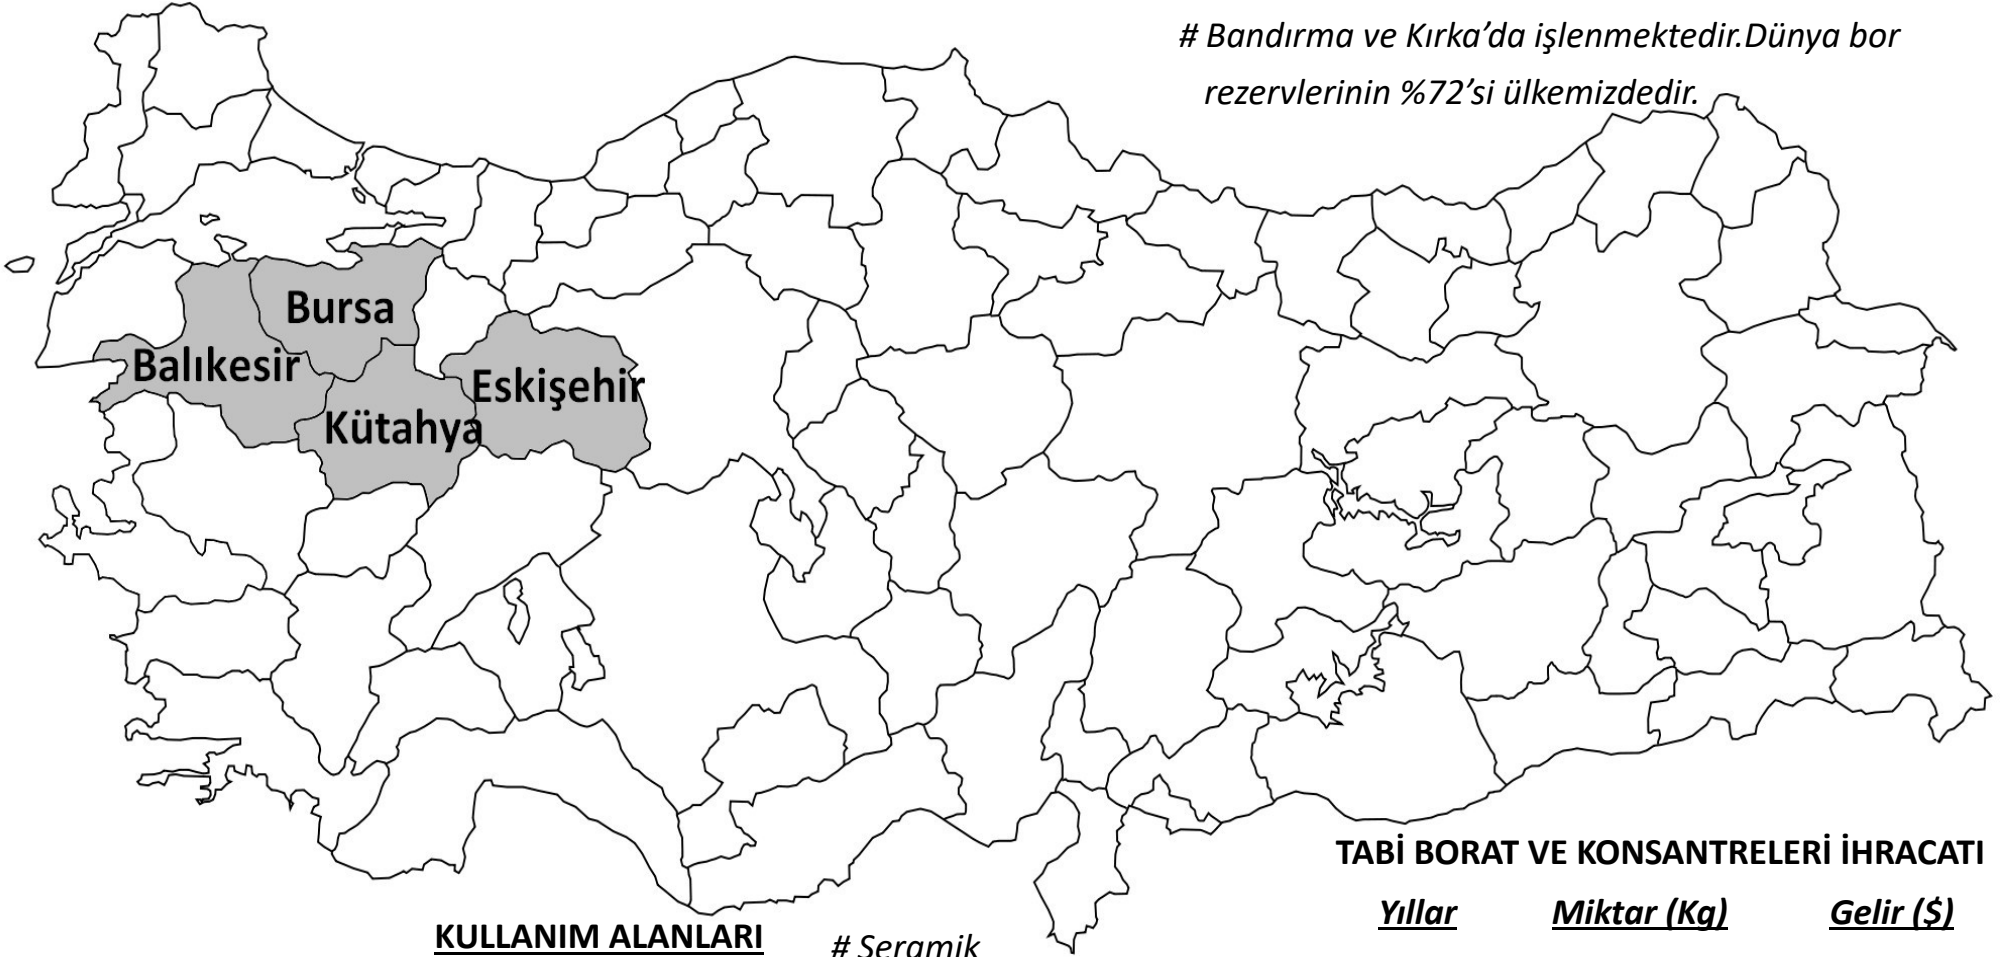 # Bandırma ve Kırka’da işlenmektedir.Dünya bor
rezervlerinin %72’si ülkemizdedir.
Bursa
Balıkesir
Eskişehir
Kütahya
TABİ BORAT VE KONSANTRELERİ İHRACATI
Yıllar Miktar (Kg) Gelir ($)
KULLANIM ALANLARI
# Seramik